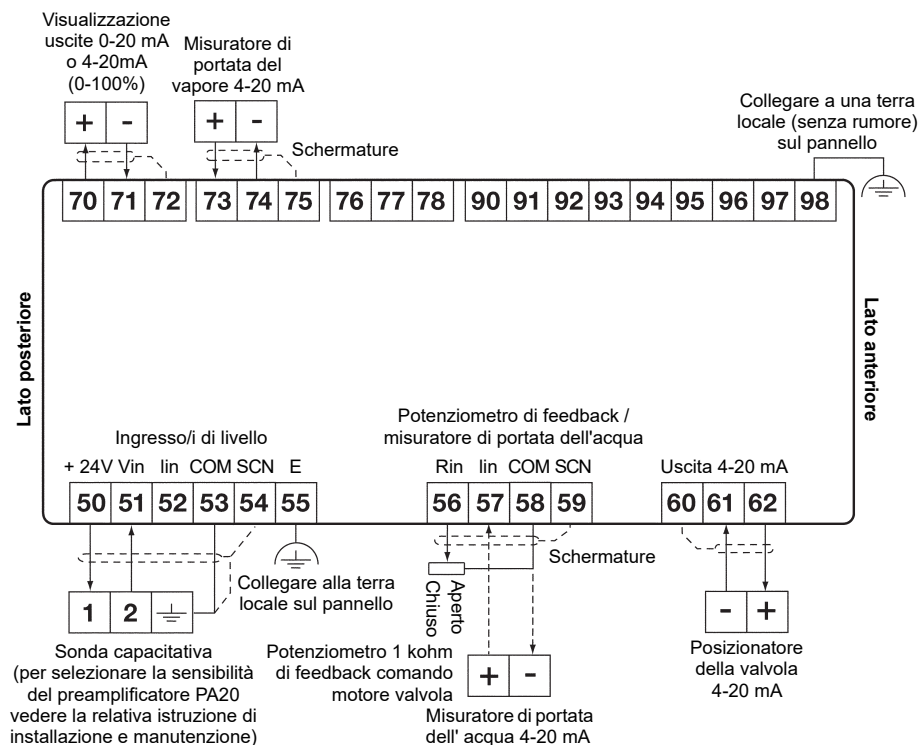 Visualizzazione
uscite 0-20 mA
o 4-20mA
(0-100%)
Misuratore di
portata del
vapore 4-20 mA
Collegare a una terra
locale (senza rumore)
sul pannello
+ -
+ -
Schermature
70 71 72 73 74 75 76 77 78 90 91 92 93 94 95 96 97 98
Lato posteriore
Lato anteriore
Ingresso/i di livello
+ 24V Vin Iin COM SCN E
50 51 52 53 54 55
Potenziometro di feedback /
misuratore di portata dell'acqua
Rin Iin COM SCN
56 57 58 59
Uscita 4-20 mA
60 61 62
Collegare alla terra
locale sul pannello
1 2
Sonda capacitativa
(per selezionare la sensibilità
del preamplificatore PA20
vedere la relativa istruzione di
installazione e manutenzione)
Aperto
Chiuso
Schermature
Potenziometro 1 kohm
di feedback comando
motore valvola
+ -
Misuratore di portata
dell' acqua 4-20 mA
- +
Posizionatore
della valvola
4-20 mA